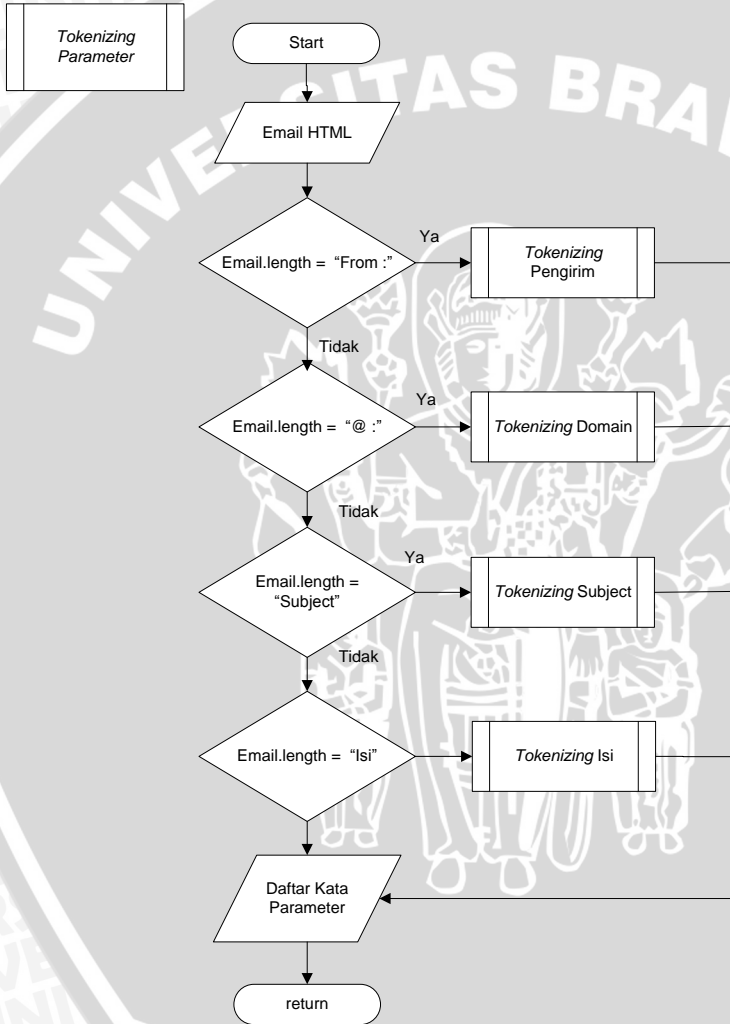 Tokenizing
Parameter
Start
UNIVERSITAS BRA
Email HTML
Email.length = “From :”
Ya
Tokenizing
Pengirim
Tidak
Email.length = “@ :”
Ya
Tokenizing Domain
Tidak
Email.length =
“Subject”
Ya
Tokenizing Subject
Tidak
Email.length = “Isi”
Tokenizing Isi
Daftar Kata
Parameter
return